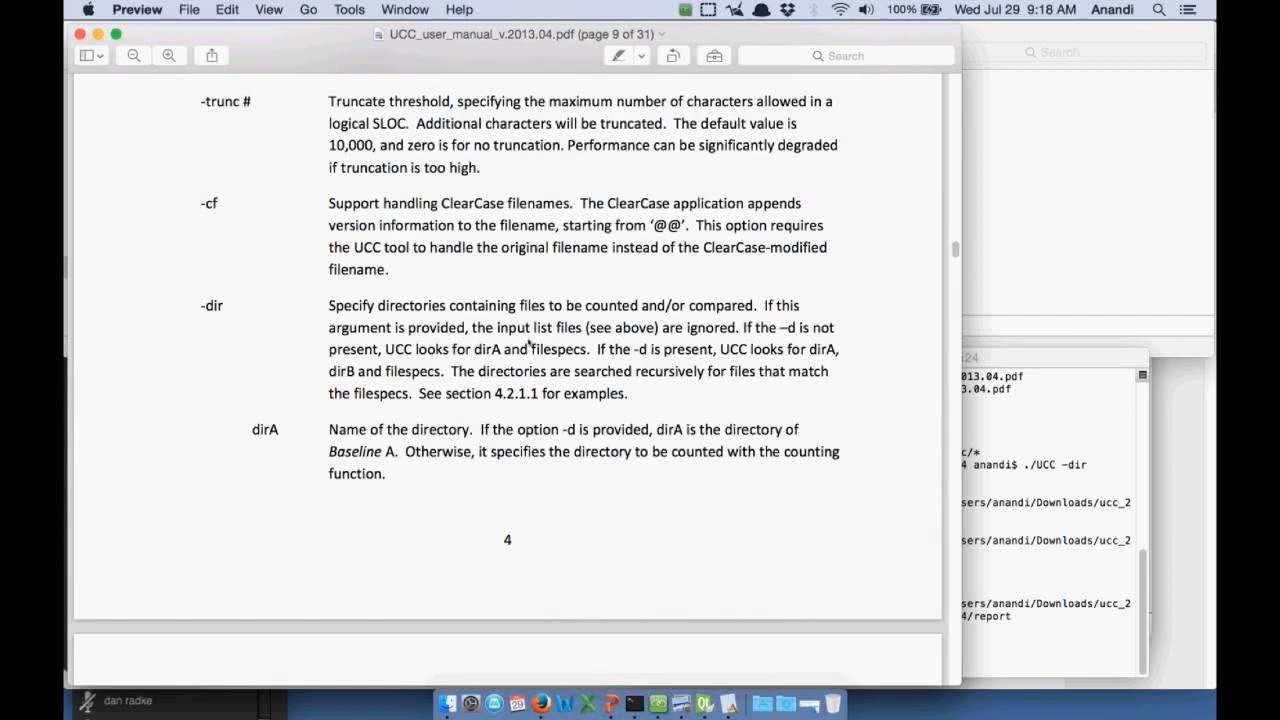 Preview File Edit View Go Tools Window Help 100% Wed Jul 29 9:18 AM Anandi
UCC_user_manual_v.2013.04.pdf (page 9 of 31)
Search
Search
-trunc # Truncate threshold, specifying the maximum number of characters allowed in a
logical SLOC. Additional characters will be truncated. The default value is
10,000, and zero is for no truncation. Performance can be significantly degraded
if truncation is too high.
-cf Support handling ClearCase filenames. The ClearCase application appends
version information to the filename, starting from ‘@@’. This option requires
the UCC tool to handle the original filename instead of the ClearCase-modified
filename.
-dir Specify directories containing files to be counted and/or compared. If this
argument is provided, the input list files (see above) are ignored. If the –d is not
present, UCC looks for dirA and filespecs. If the -d is present, UCC looks for dirA,
dirB and filespecs. The directories are searched recursively for files that match
the filespecs. See section 4.2.1.1 for examples.
dirA Name of the directory. If the option -d is provided, dirA is the directory of
Baseline A. Otherwise, it specifies the directory to be counted with the counting
function.
4
x24
013.04.pdf
3.04.pdf
c/*
4 anandi$ ./UCC -dir
sers/anandi/Downloads/ucc_2
sers/anandi/Downloads/ucc_2
sers/anandi/Downloads/ucc_2
4/report
dan radke